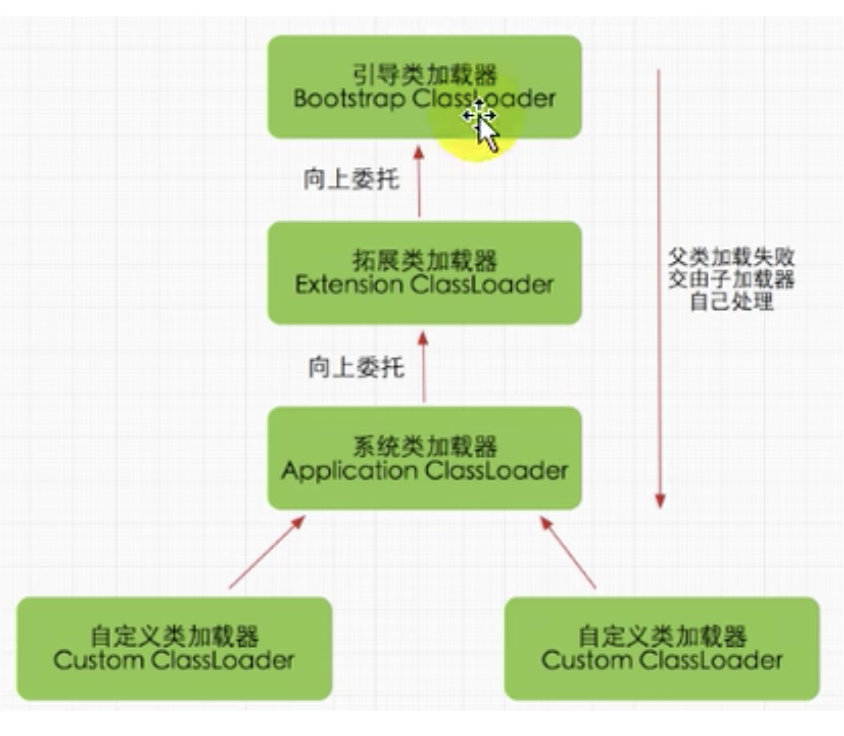 引导类加载器
Bootstrap ClassLoader
向上委托
拓展类加载器
Extension ClassLoader
父类加载失败
交由子加载器
自己处理
向上委托
系统类加载器
Application ClassLoader
自定义类加载器
Custom ClassLoader
自定义类加载器
Custom ClassLoader